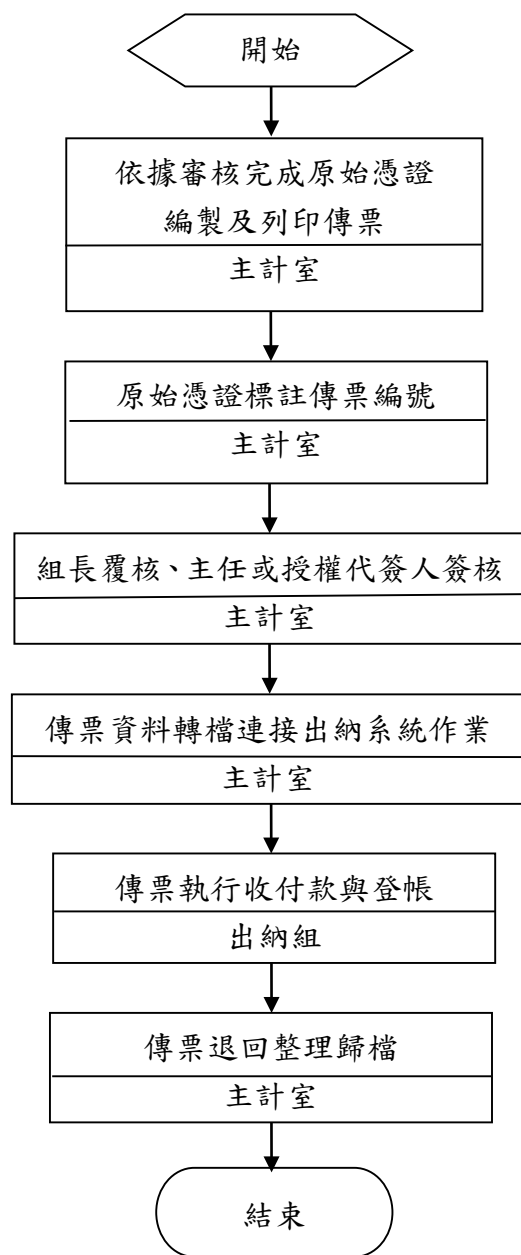 開始
依據審核完成原始憑證
編製及列印傳票
主計室
原始憑證標註傳票編號
主計室
組長覆核、主任或授權代簽人簽核
主計室
傳票資料轉檔連接出納系統作業
主計室
傳票執行收付款與登帳
出納組
傳票退回整理歸檔
主計室
結束